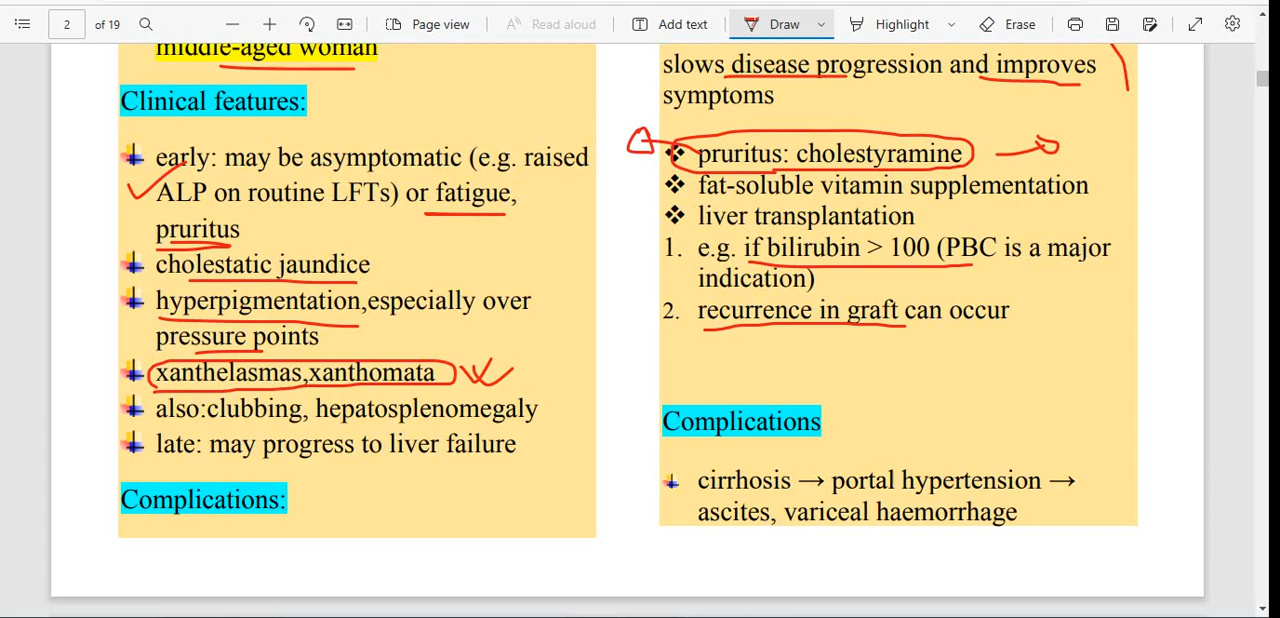 2 of 19
Page view
Read aloud
Add text
Draw
Highlight
Erase
middle-aged woman
Clinical features:
early: may be asymptomatic (e.g. raised
ALP on routine LFTs) or fatigue,
pruritus
cholestatic jaundice
hyperpigmentation,especially over
pressure points
xanthelasmas,xanthomata
also:clubbing, hepatosplenomegaly
late: may progress to liver failure
Complications:
slows disease progression and improves
symptoms
pruritus: cholestyramine
fat-soluble vitamin supplementation
liver transplantation
1. e.g. if bilirubin > 100 (PBC is a major
indication)
2. recurrence in graft can occur
Complications
cirrhosis → portal hypertension →
ascites, variceal haemorrhage